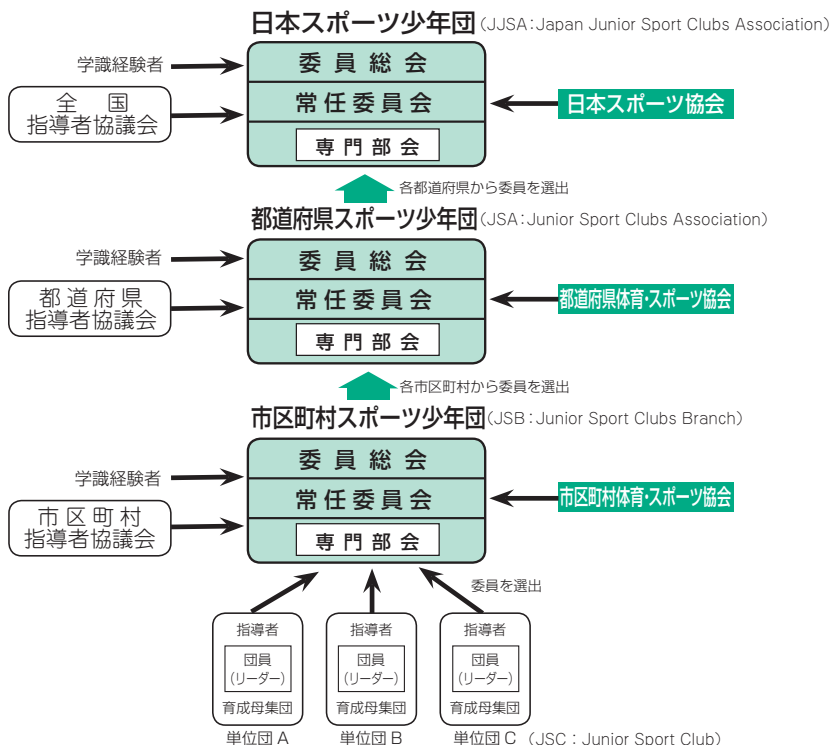 日本スポーツ少年団(JJSA:Japan Junior Sport Clubs Association)
学識経験者
委員総会
全国
指導者協議会
常任委員会
日本スポーツ協会
専門部会
各都道府県から委員を選出
都道府県スポーツ少年団(JSA:Junior Sport Clubs Association)
学識経験者
委員総会
都道府県
指導者協議会
常任委員会
都道府県体育・スポーツ協会
専門部会
各市区町村から委員を選出
市区町村スポーツ少年団(JSB:Junior Sport Clubs Branch)
学識経験者
委員総会
市区町村
指導者協議会
常任委員会
市区町村体育・スポーツ協会
専門部会
委員を選出
指導者
団員
(リーダー)
育成母集団
単位団 A
指導者
団員
(リーダー)
育成母集団
単位団 B
指導者
団員
(リーダー)
育成母集団
単位団 C (JSC:Junior Sport Club)